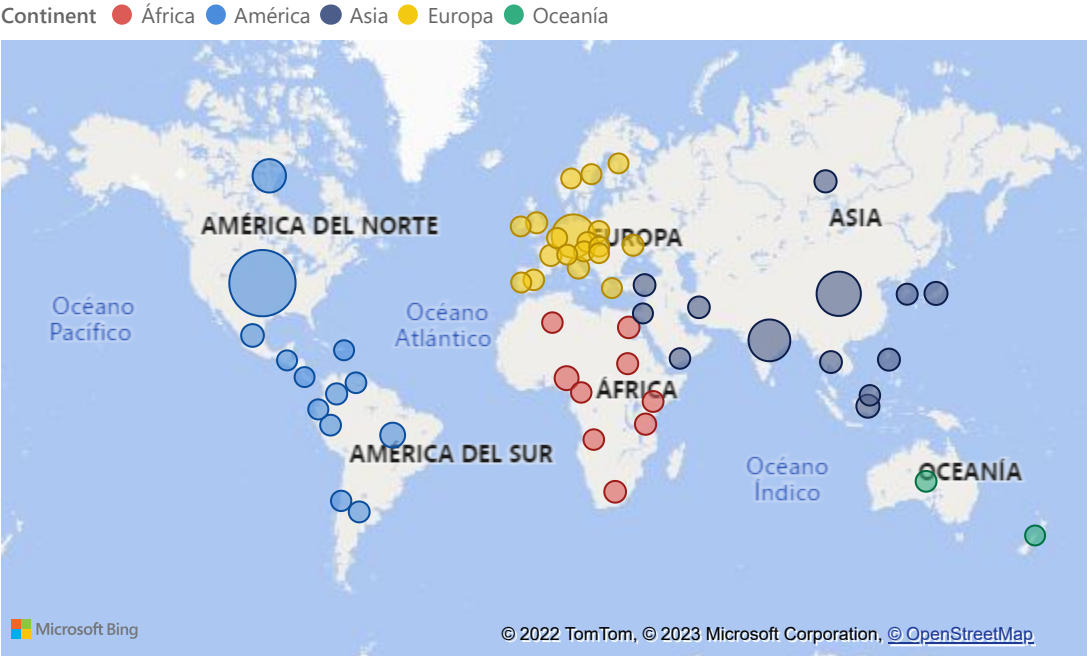 Continent África América Asia Europa Oceanía
AMÉRICA DEL NORTE
EUROPA
ASIA
Océano
Pacífico
Océano
Atlántico
ÁFRICA
AMÉRICA DEL SUR
Océano
Índico
OCEANÍA
Microsoft Bing
© 2022 TomTom, © 2023 Microsoft Corporation, © OpenStreetMap